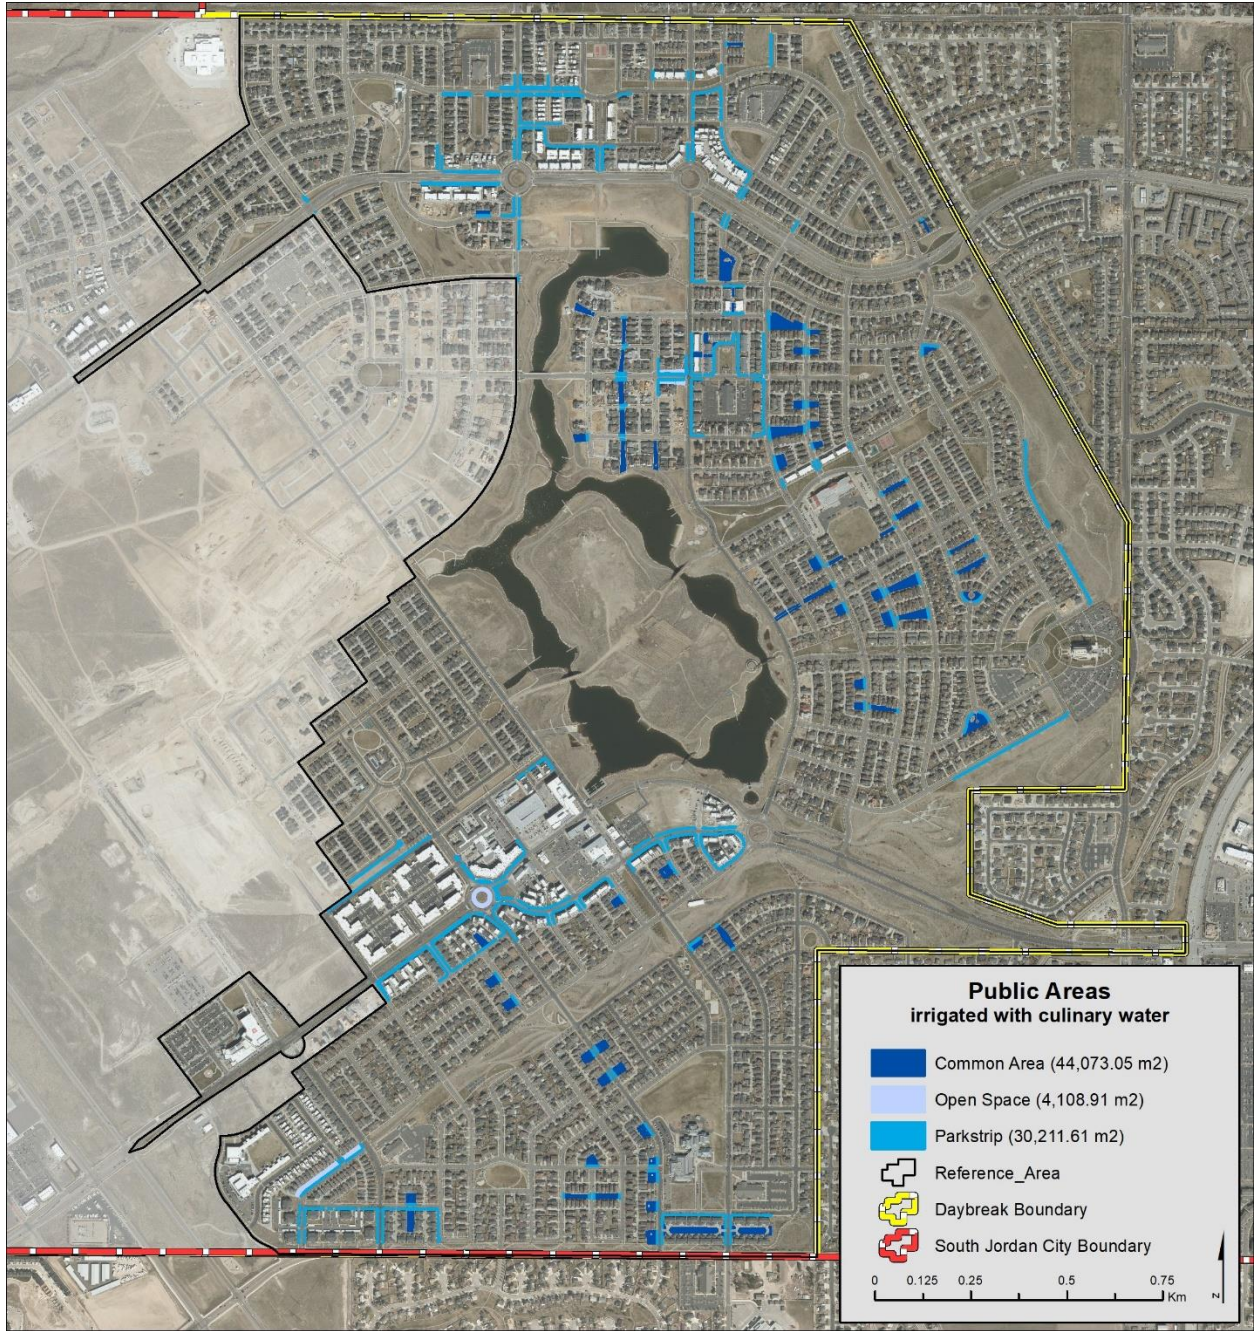 Public Areas
irrigated with culinary water
Common Area (44,073.05 m2)
Open Space (4,108.91 m2)
Parkstrip (30,211.61 m2)
Reference_Area
Daybreak Boundary
South Jordan City Boundary
0 0.125 0.25 0.5 0.75
Km
N